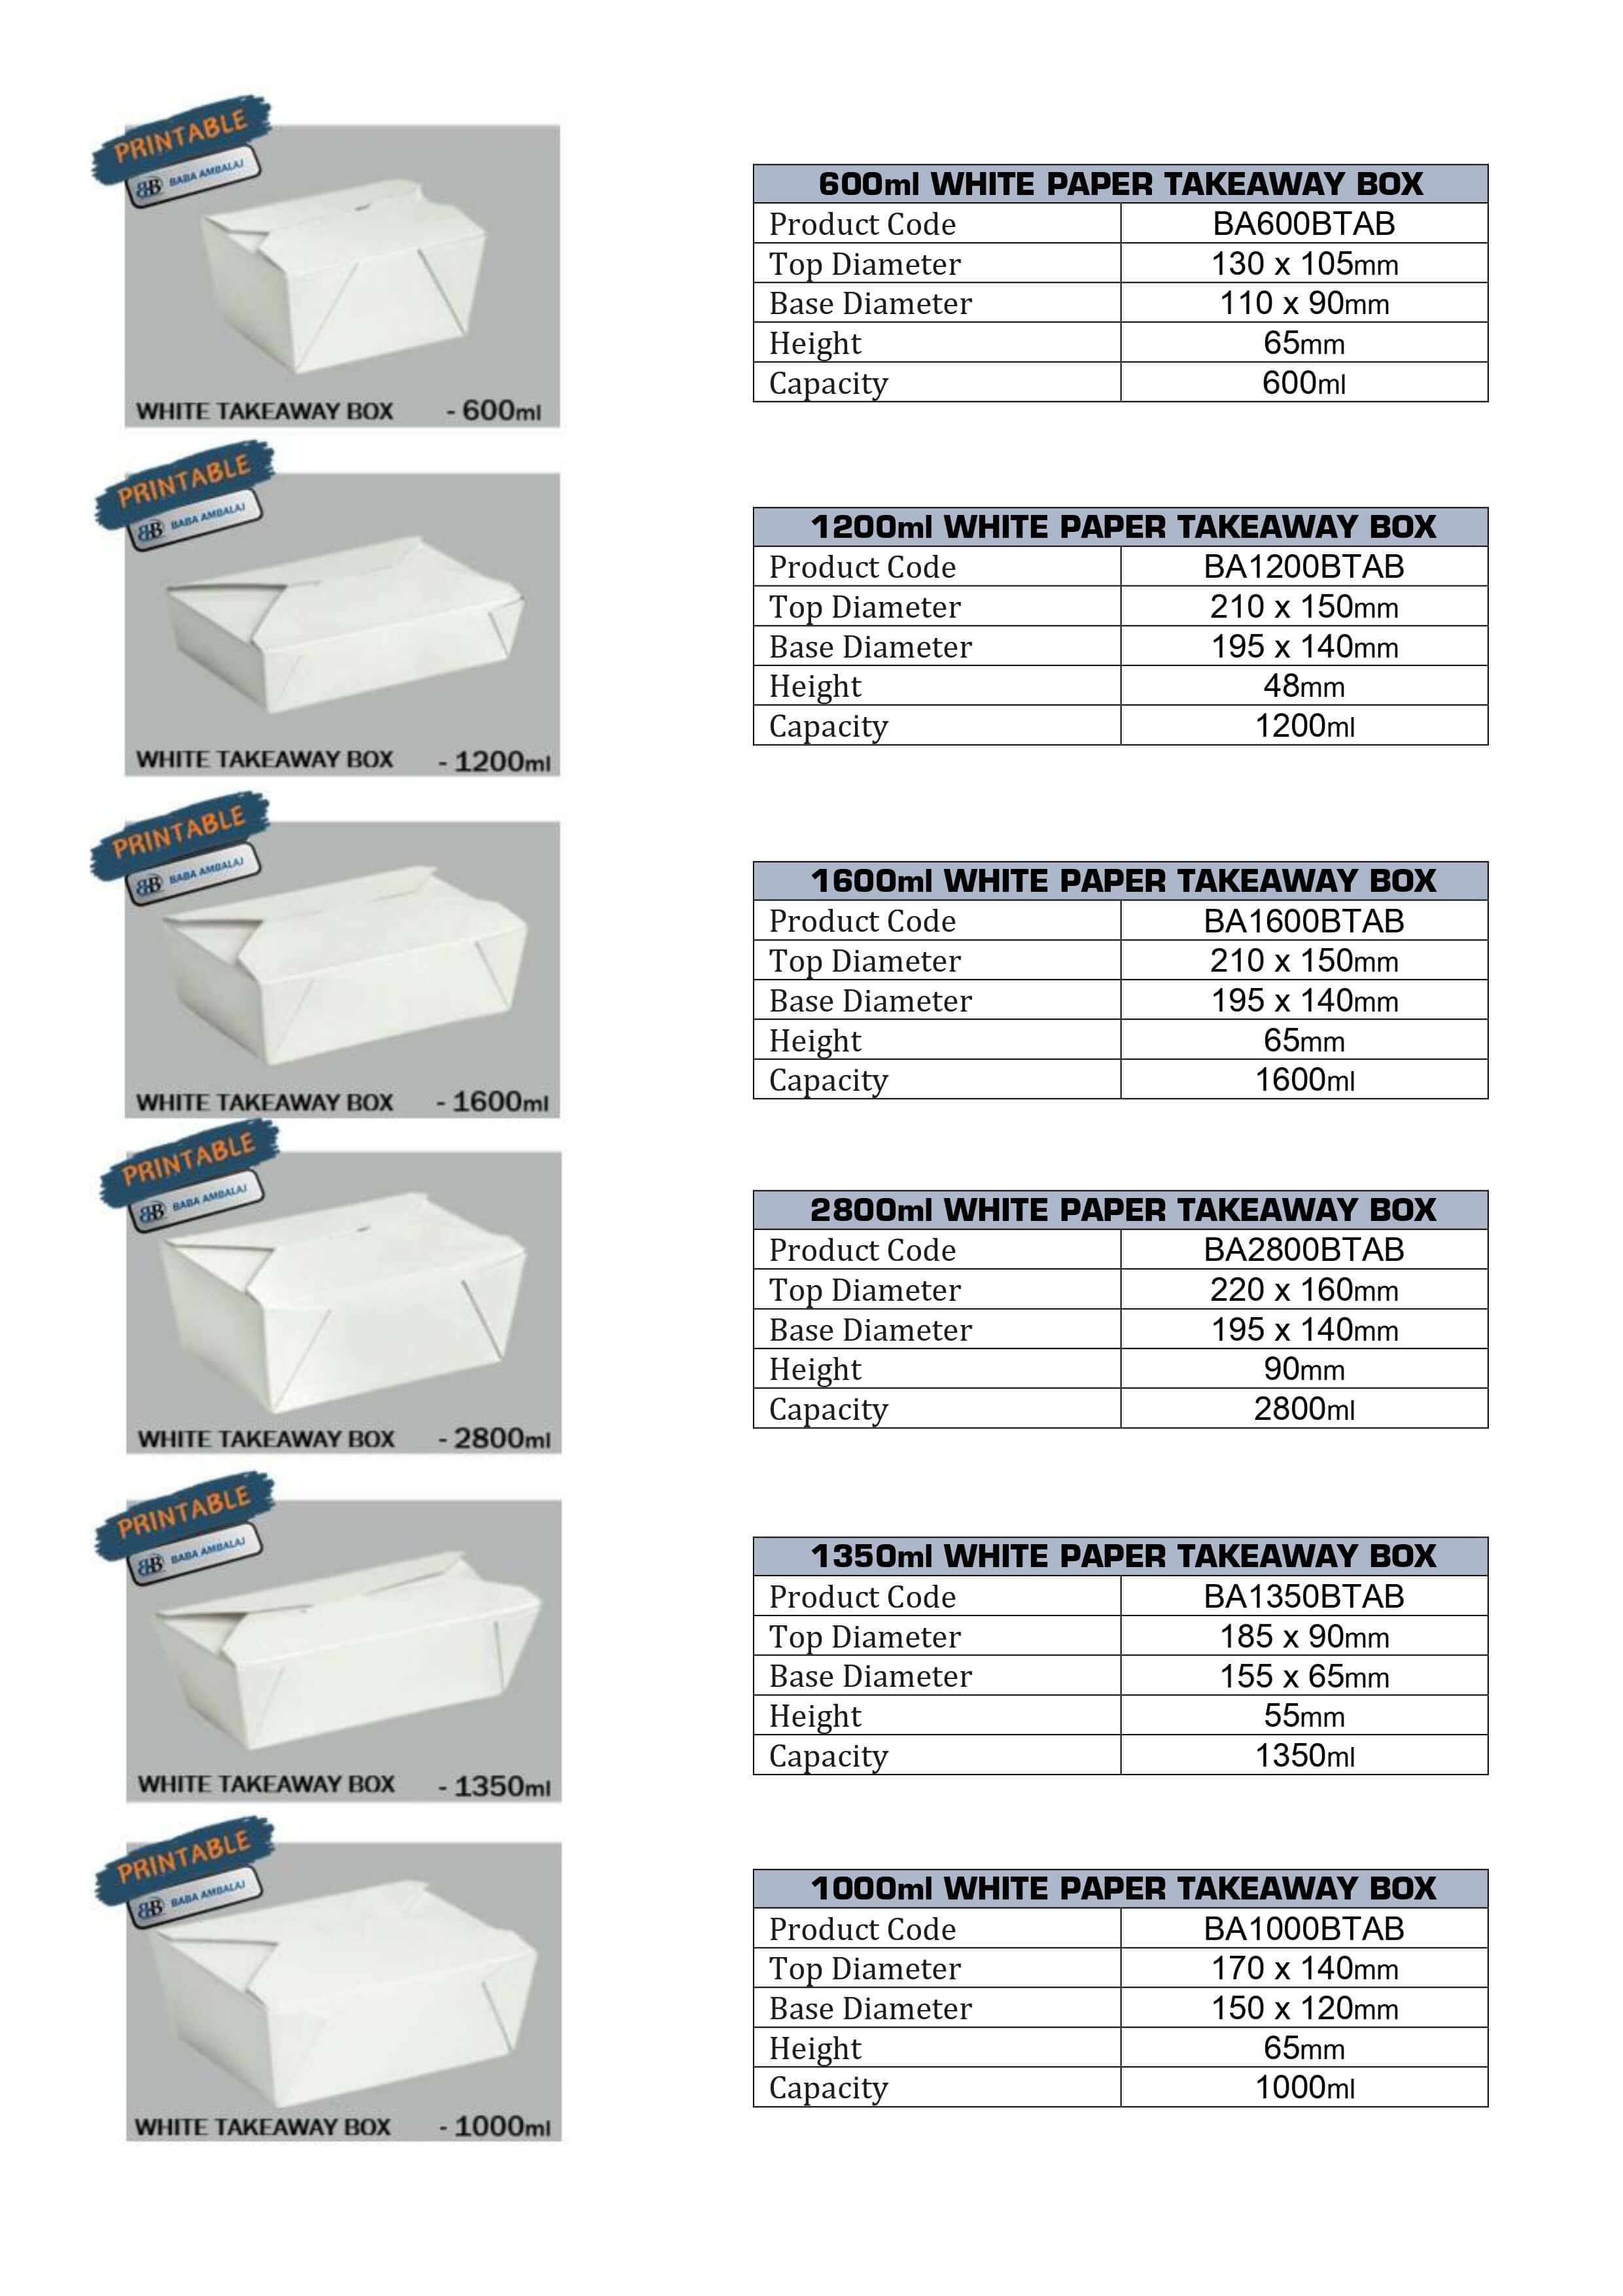 PRINTABLE
BB BABA AMBALAJ
WHITE TAKEAWAY BOX - 600ml
600ml WHITE PAPER TAKEAWAY BOX
Product Code BA600BTAB
Top Diameter 130 x 105mm
Base Diameter 110 x 90mm
Height 65mm
Capacity 600ml
PRINTABLE
BB BABA AMBALAJ
WHITE TAKEAWAY BOX - 1200ml
1200ml WHITE PAPER TAKEAWAY BOX
Product Code BA1200BTAB
Top Diameter 210 x 150mm
Base Diameter 195 x 140mm
Height 48mm
Capacity 1200ml
PRINTABLE
BB BABA AMBALAJ
WHITE TAKEAWAY BOX - 1600ml
1600ml WHITE PAPER TAKEAWAY BOX
Product Code BA1600BTAB
Top Diameter 210 x 150mm
Base Diameter 195 x 140mm
Height 65mm
Capacity 1600ml
PRINTABLE
BB BABA AMBALAJ
WHITE TAKEAWAY BOX - 2800ml
2800ml WHITE PAPER TAKEAWAY BOX
Product Code BA2800BTAB
Top Diameter 220 x 160mm
Base Diameter 195 x 140mm
Height 90mm
Capacity 2800ml
PRINTABLE
BB BABA AMBALAJ
WHITE TAKEAWAY BOX - 1350ml
1350ml WHITE PAPER TAKEAWAY BOX
Product Code BA1350BTAB
Top Diameter 185 x 90mm
Base Diameter 155 x 65mm
Height 55mm
Capacity 1350ml
PRINTABLE
BB BABA AMBALAJ
WHITE TAKEAWAY BOX - 1000ml
1000ml WHITE PAPER TAKEAWAY BOX
Product Code BA1000BTAB
Top Diameter 170 x 140mm
Base Diameter 150 x 120mm
Height 65mm
Capacity 1000ml